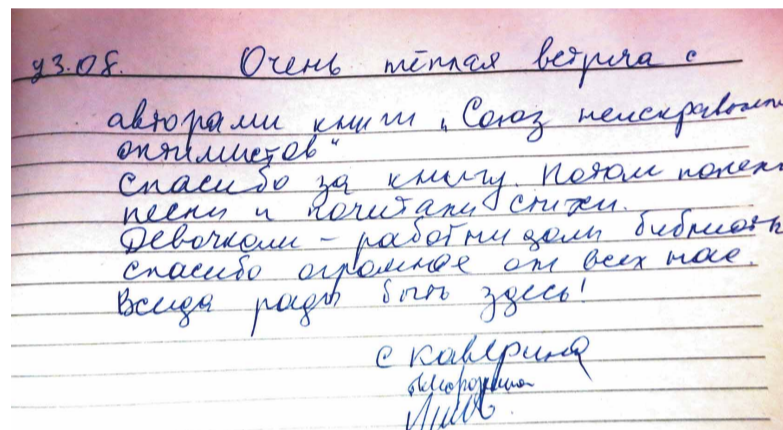 23.08. Очень тёплая встреча с
авторами книги „Союз неисправимых
оптимистов“
Спасибо за книгу. Потом попели
песни и почитали стихи.
Девочкам – работницам библиотеки
спасибо огромное от всех нас.
Всегда рады быть здесь!
С Каверина